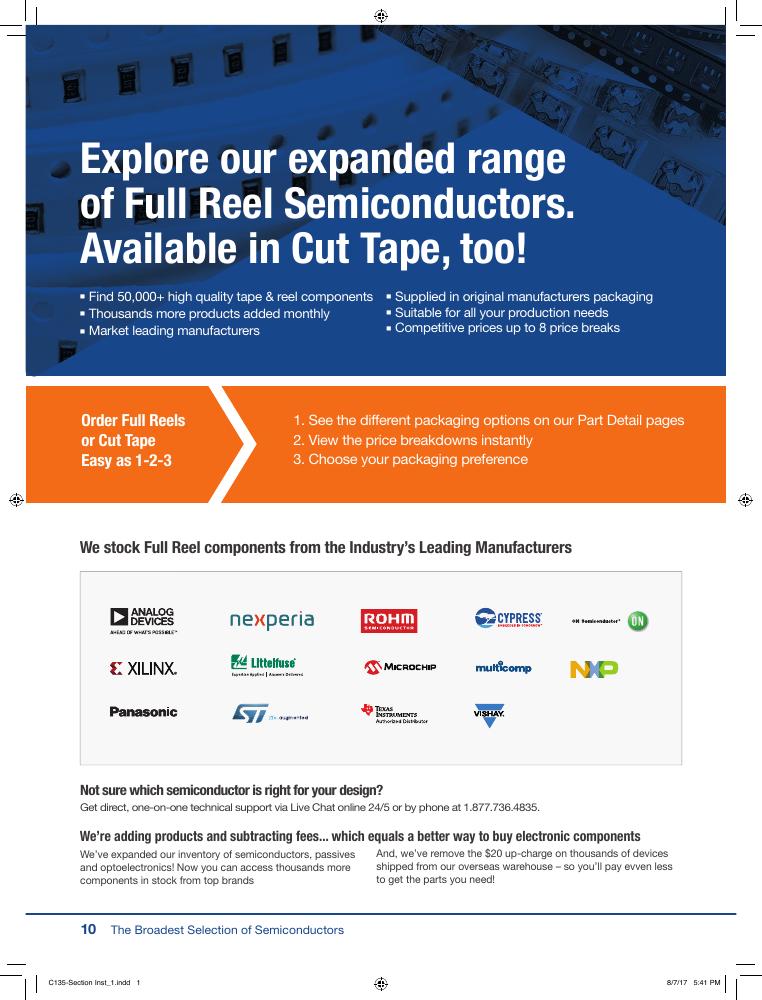 Explore our expanded range
of Full Reel Semiconductors.
Available in Cut Tape, too!
▪ Find 50,000+ high quality tape & reel components
▪ Thousands more products added monthly
▪ Market leading manufacturers
▪ Supplied in original manufacturers packaging
▪ Suitable for all your production needs
▪ Competitive prices up to 8 price breaks
Order Full Reels
or Cut Tape
Easy as 1-2-3
1. See the different packaging options on our Part Detail pages
2. View the price breakdowns instantly
3. Choose your packaging preference
We stock Full Reel components from the Industry's Leading Manufacturers
ANALOG
DEVICES
AHEAD OF WHAT'S POSSIBLE™
nexperia
ROHM
SEMICONDUCTOR
CYPRESS
EMBEDDED IN TOMORROW™
ON Semiconductor® ON
XILINX®
Littelfuse®
Expertise Applied | Answers Delivered
MICROCHIP
multicomp
NXP
Panasonic
ST life.augmented
TEXAS
INSTRUMENTS
Authorized Distributor
VISHAY®
Not sure which semiconductor is right for your design?
Get direct, one-on-one technical support via Live Chat online 24/5 or by phone at 1.877.736.4835.
We're adding products and subtracting fees... which equals a better way to buy electronic components
We've expanded our inventory of semiconductors, passives
and optoelectronics! Now you can access thousands more
components in stock from top brands
And, we've remove the $20 up-charge on thousands of devices
shipped from our overseas warehouse – so you'll pay evven less
to get the parts you need!
10 The Broadest Selection of Semiconductors
C135-Section Inst_1.indd 1
8/7/17 5:41 PM